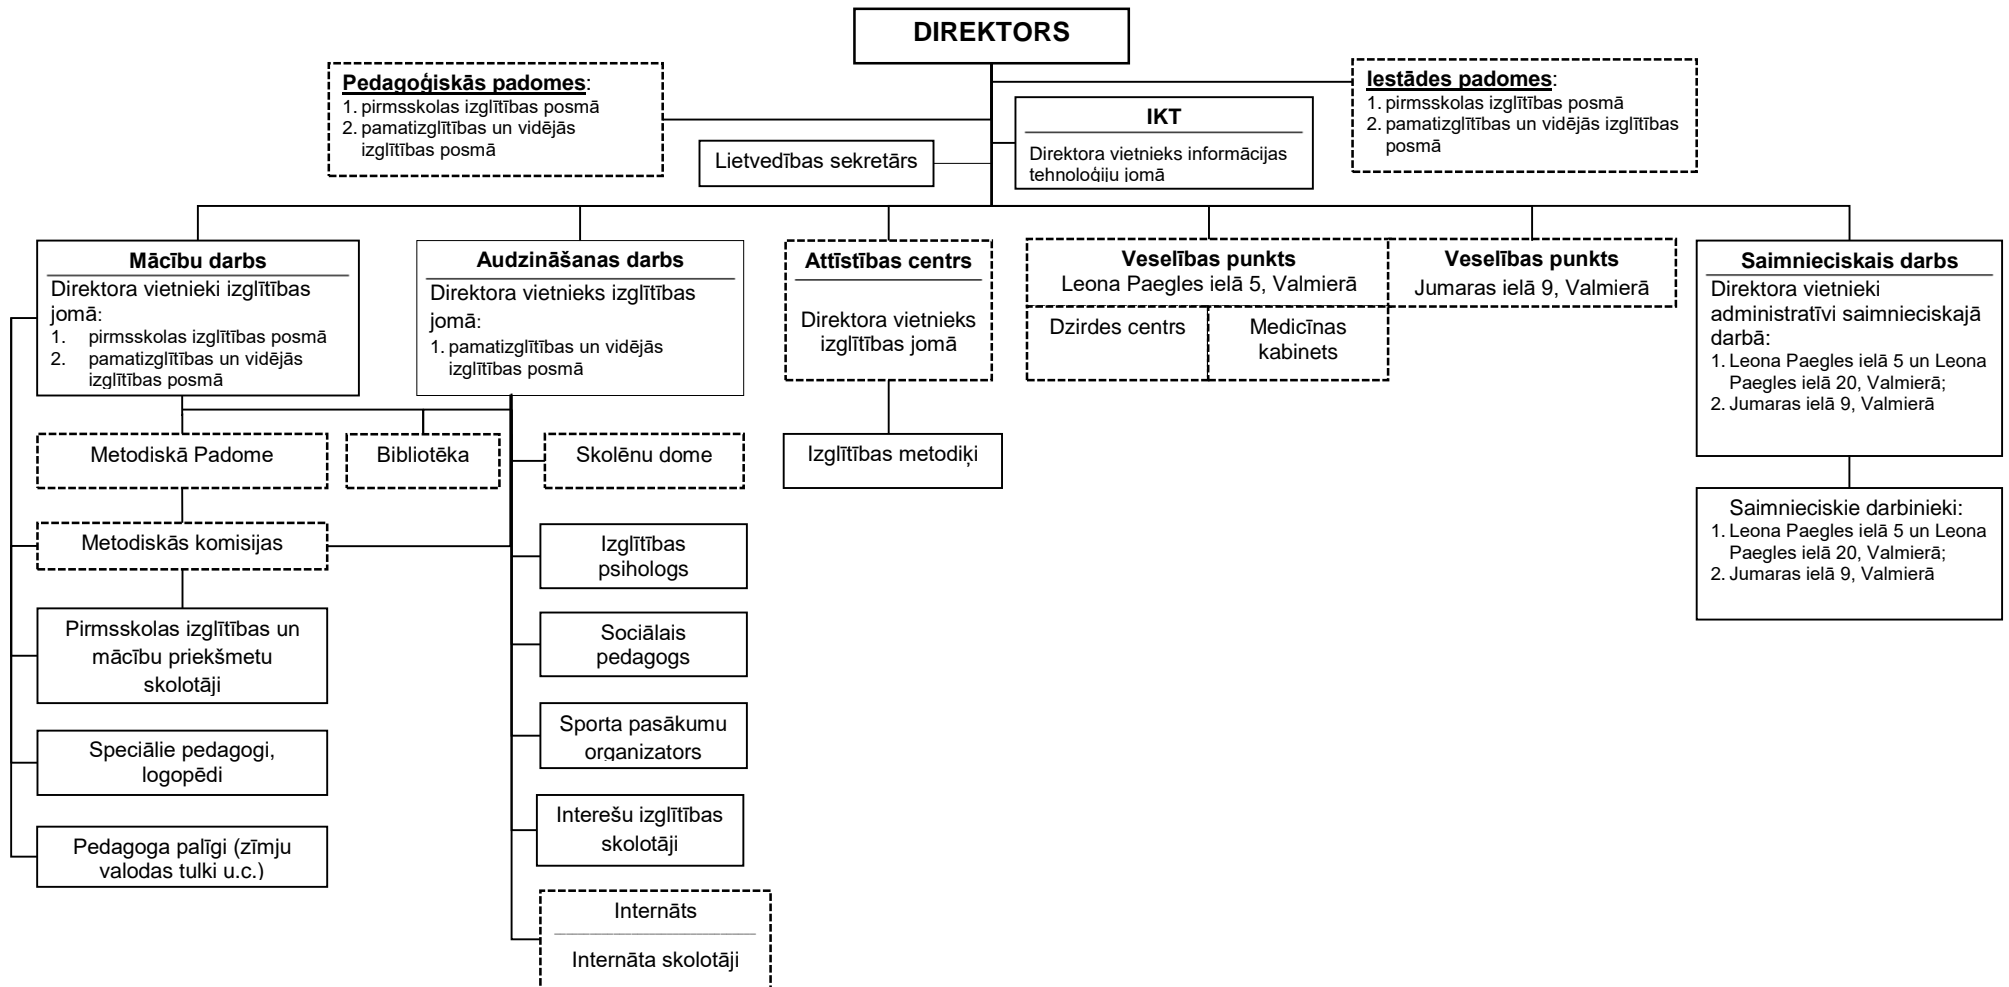 DIREKTORS
Pedagoģiskās padomes:
1. pirmsskolas izglītības posmā
2. pamatizglītības un vidējās
izglītības posmā
Iestādes padomes:
1. pirmsskolas izglītības posmā
2. pamatizglītības un vidējās izglītības
posmā
IKT
Direktora vietnieks informācijas
tehnoloģiju jomā
Lietvedības sekretārs
Mācību darbs
Direktora vietnieki izglītības
jomā:
1. pirmsskolas izglītības posmā
2. pamatizglītības un vidējās
izglītības posmā
Audzināšanas darbs
Direktora vietnieks izglītības
jomā:
1. pamatizglītības un vidējās
izglītības posmā
Attīstības centrs
Direktora vietnieks
izglītības jomā
Veselības punkts
Leona Paegles ielā 5, Valmierā
Dzirdes centrs
Medicīnas
kabinets
Veselības punkts
Jumaras ielā 9, Valmierā
Saimnieciskais darbs
Direktora vietnieki
administratīvi saimnieciskajā
darbā:
1. Leona Paegles ielā 5 un Leona
Paegles ielā 20, Valmierā;
2. Jumaras ielā 9, Valmierā
Metodiskā Padome
Bibliotēka
Skolēnu dome
Izglītības metodiķi
Saimnieciskie darbinieki:
1. Leona Paegles ielā 5 un Leona
Paegles ielā 20, Valmierā;
2. Jumaras ielā 9, Valmierā
Metodiskās komisijas
Izglītības
psihologs
Pirmsskolas izglītības un
mācību priekšmetu
skolotāji
Sociālais
pedagogs
Speciālie pedagogi,
logopēdi
Sporta pasākumu
organizators
Pedagoga palīgi (zīmju
valodas tulki u.c.)
Interešu izglītības
skolotāji
Internāts
Internāta skolotāji